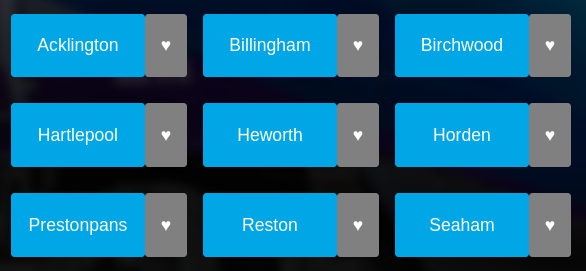 Acklington ♥ Billingham ♥ Birchwood ♥
Hartlepool ♥ Heworth ♥ Horden ♥
Prestonpans ♥ Reston ♥ Seaham ♥